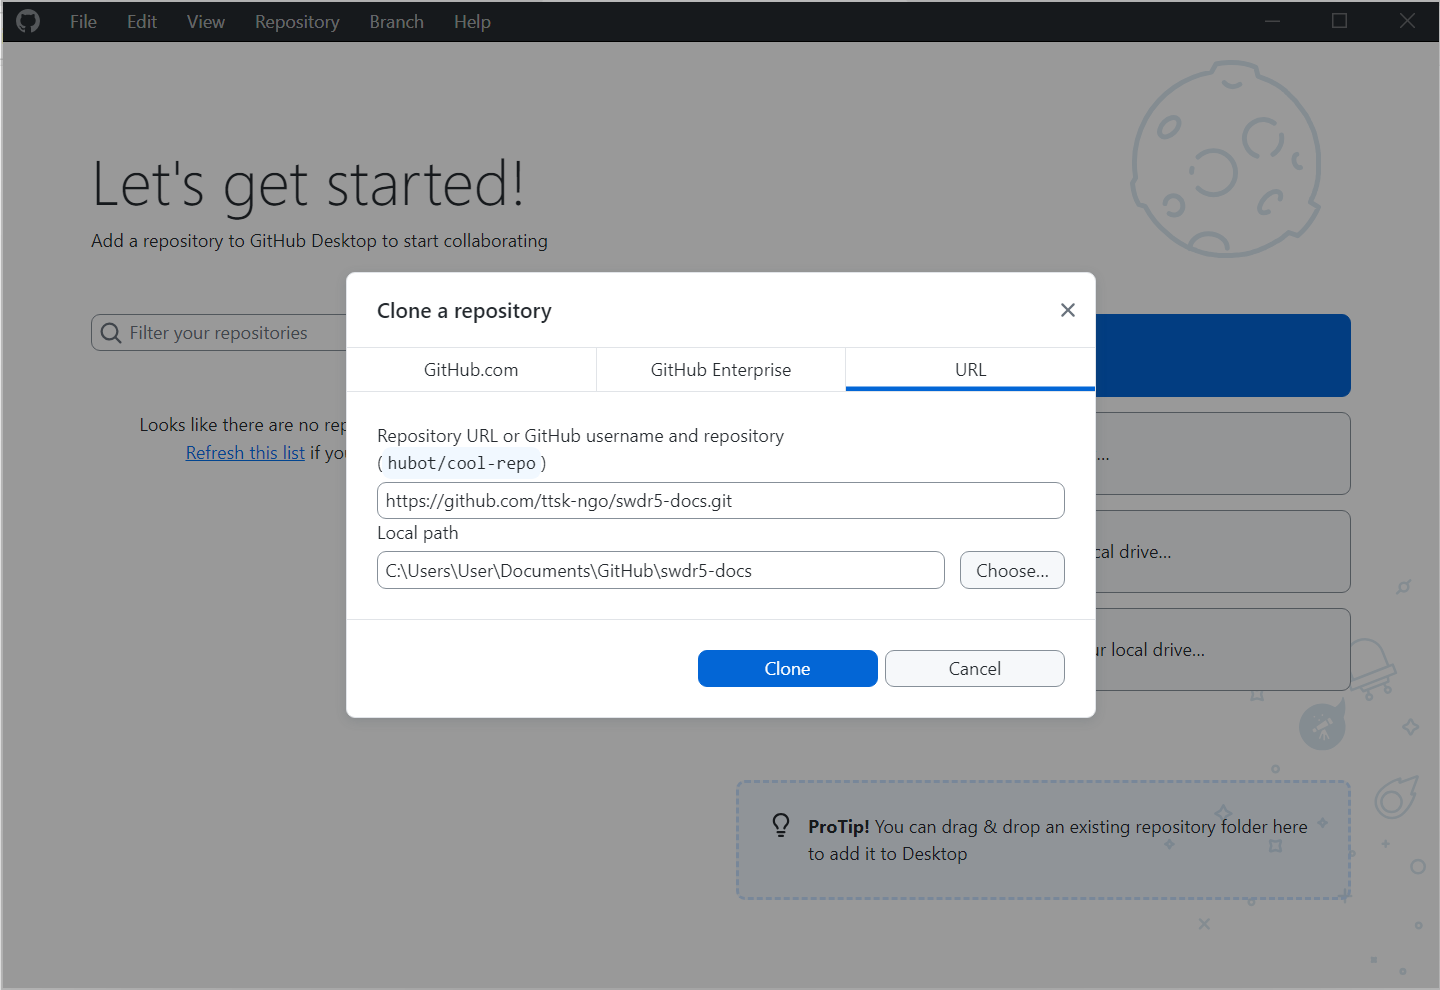 File Edit View Repository Branch Help
Let's get started!
Add a repository to GitHub Desktop to start collaborating
Filter your repositories
Looks like there are no
Refresh this list if
Clone a repository
GitHub.com GitHub Enterprise URL
Repository URL or GitHub username and repository
(hubot/cool-repo)
https://github.com/ttsk-ngo/swdr5-docs.git
Local path
C:\Users\User\Documents\GitHub\swdr5-docs Choose...
Clone Cancel
...
drive...
local drive...
ProTip! You can drag & drop an existing repository folder here
to add it to Desktop